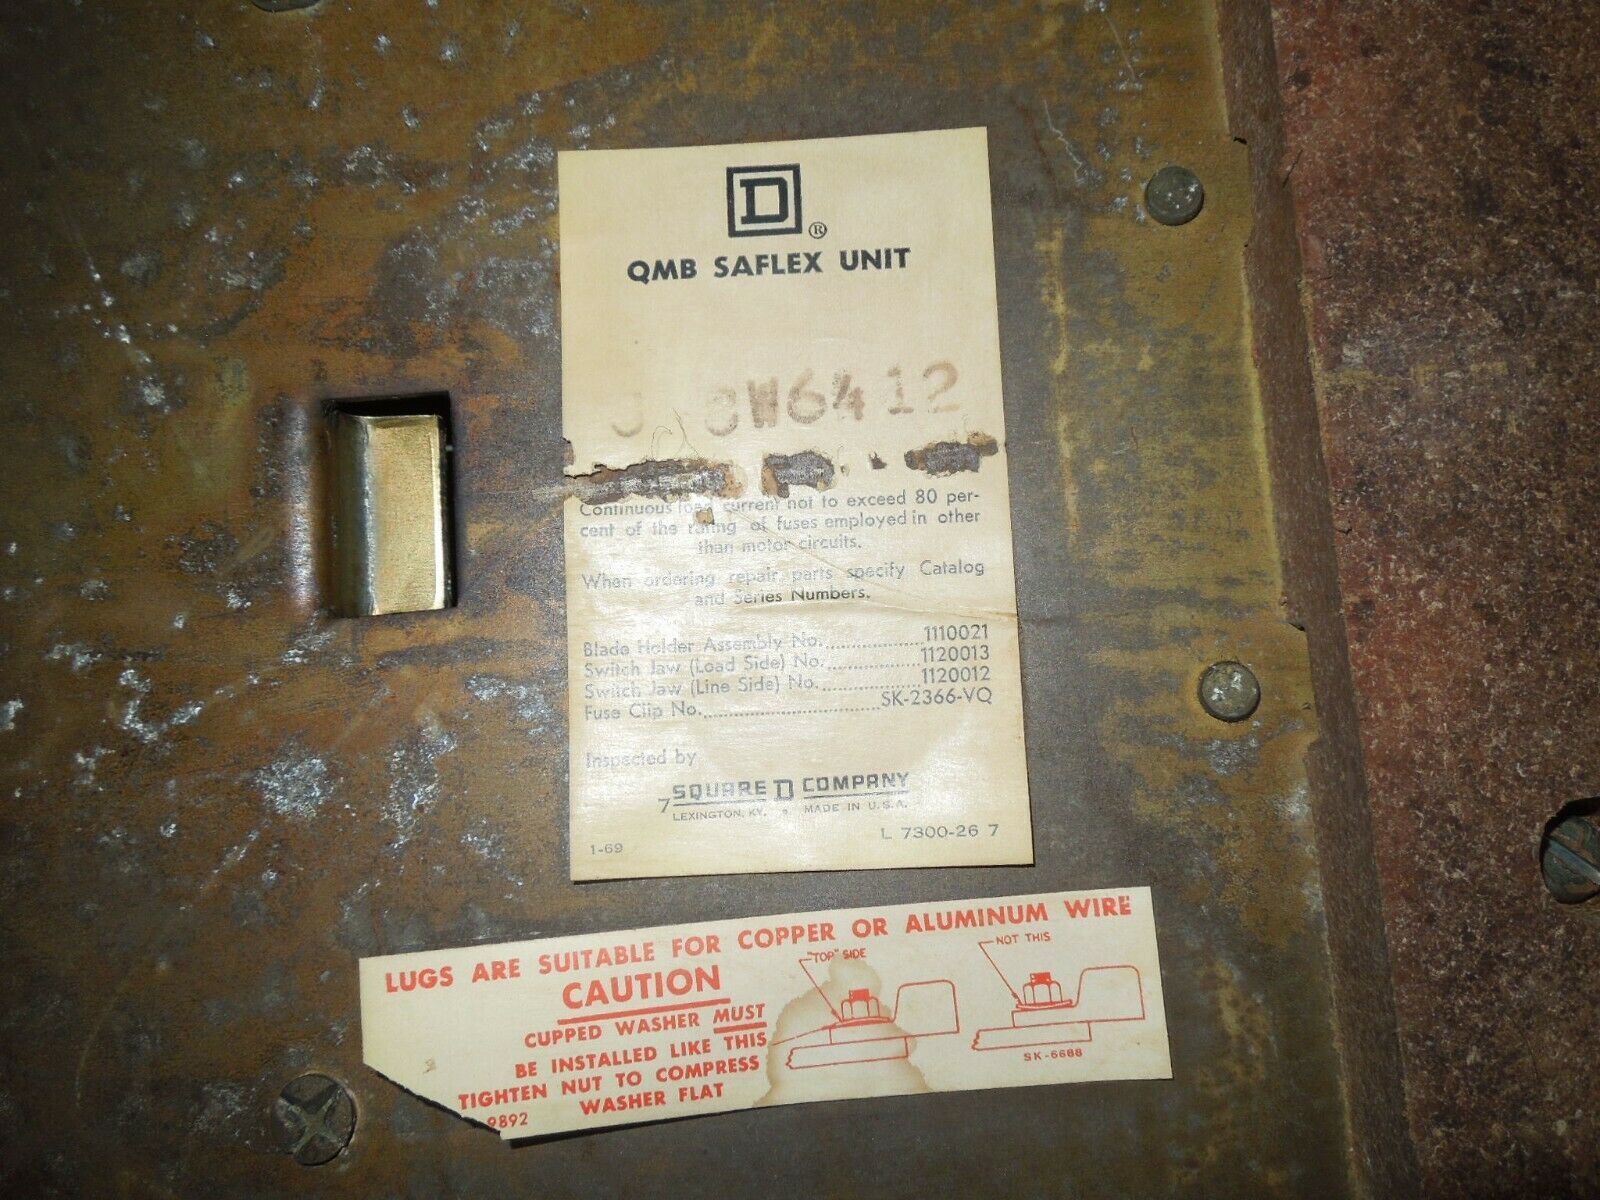 D
®
QMB SAFLEX UNIT
W6412
Continuous load current not to exceed 80 per-
cent of the rating of fuses employed in other
than motor circuits.
When ordering repair parts specify Catalog
and Series Numbers.
Blade Holder Assembly No. 1110021
Switch Jaw (Load Side) No. 1120013
Switch Jaw (Line Side) No. 1120012
Fuse Clip No. SK-2366-VQ
Inspected by
7 SQUARE D COMPANY
LEXINGTON, KY. • MADE IN U.S.A.
L 7300-26 7
1-69
LUGS ARE SUITABLE FOR COPPER OR ALUMINUM WIRE
CAUTION
CUPPED WASHER MUST
BE INSTALLED LIKE THIS
TIGHTEN NUT TO COMPRESS
WASHER FLAT
9892
"TOP" SIDE
NOT THIS
SK-6688